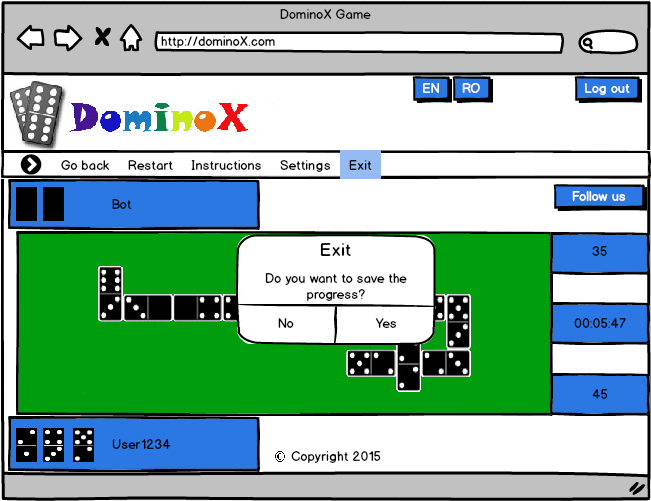 DominoX Game
http://dominoX.com
EN RO Log out
DominoX
Go back Restart Instructions Settings Exit
Bot
Follow us
35
Exit
Do you want to save the
progress?
No Yes
00:05:47
45
User1234
© Copyright 2015